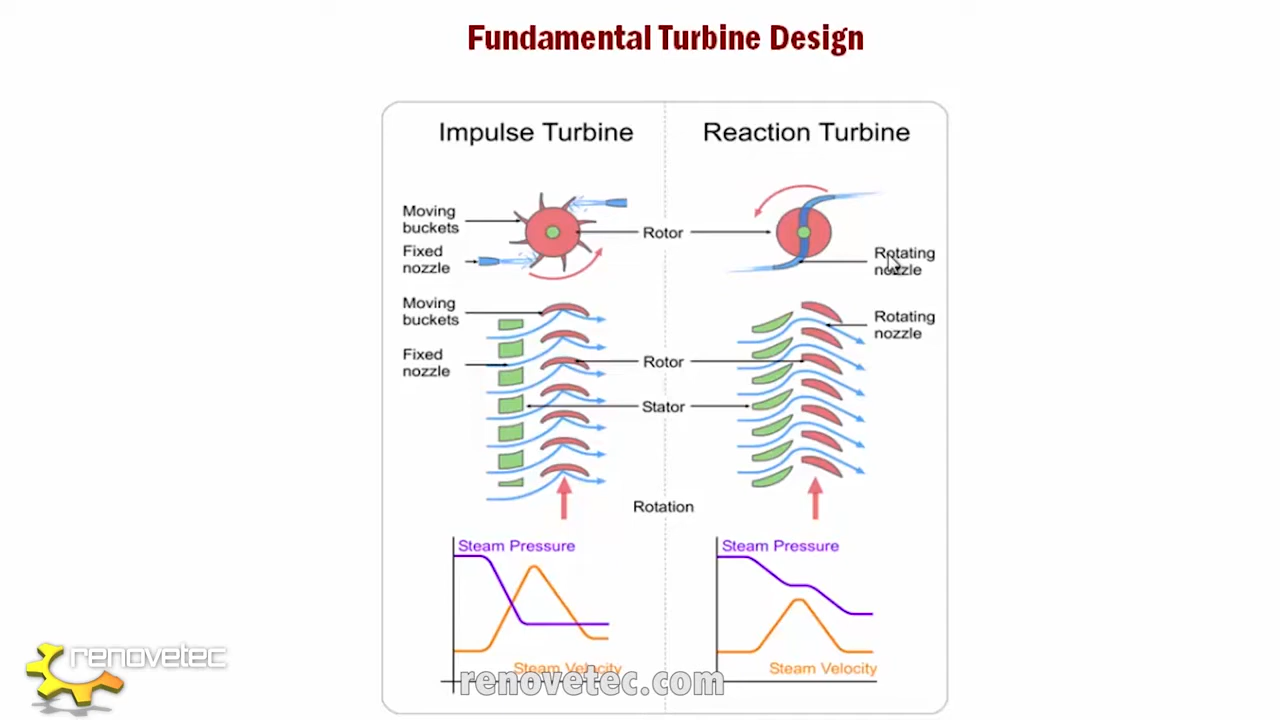 Fundamental Turbine Design
Impulse Turbine
Reaction Turbine
Moving
buckets
Fixed
nozzle
Rotor
Rotating
nozzle
Moving
buckets
Fixed
nozzle
Rotor
Stator
Rotating
nozzle
Rotation
Steam Pressure
Steam Velocity
Steam Pressure
Steam Velocity
renovetec
renovetec.com